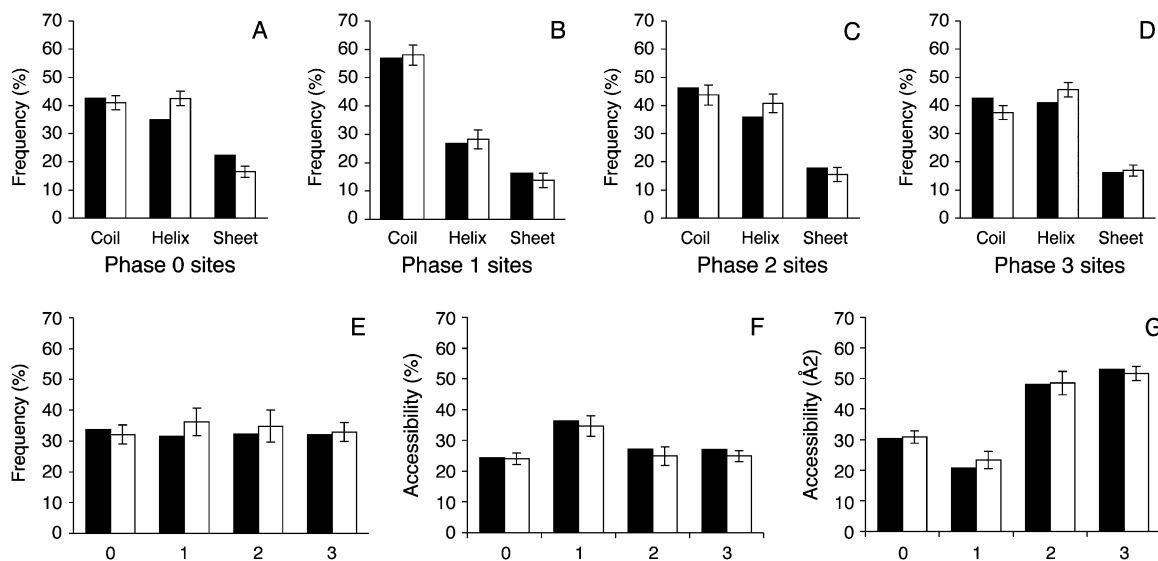 70 60 50 40 30 20 10 0
Frequency (%)
A
Coil Helix Sheet
Phase 0 sites
70 60 50 40 30 20 10 0
Frequency (%)
B
Coil Helix Sheet
Phase 1 sites
70 60 50 40 30 20 10 0
Frequency (%)
C
Coil Helix Sheet
Phase 2 sites
70 60 50 40 30 20 10 0
Frequency (%)
D
Coil Helix Sheet
Phase 3 sites
70 60 50 40 30 20 10 0
Frequency (%)
E
0 1 2 3
70 60 50 40 30 20 10 0
Accessibility (%)
F
0 1 2 3
70 60 50 40 30 20 10 0
Accessibility (Å2)
G
0 1 2 3